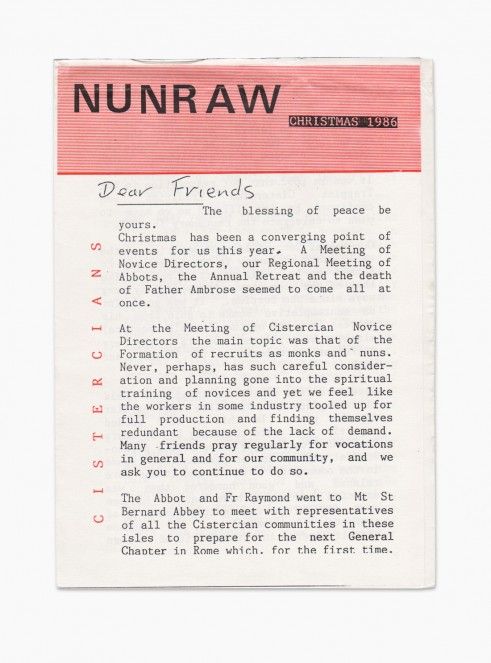 NUNRAW
CHRISTMAS 1986
Dear Friends
The blessing of peace be
yours.
Christmas has been a converging point of
events for us this year. A Meeting of
Novice Directors, our Regional Meeting of
Abbots, the Annual Retreat and the death
of Father Ambrose seemed to come all at
once.
At the Meeting of Cistercian Novice
Directors the main topic was that of the
Formation of recruits as monks and nuns.
Never, perhaps, has such careful consider-
ation and planning gone into the spiritual
training of novices and yet we feel like
the workers in some industry tooled up for
full production and finding themselves
redundant because of the lack of demand.
Many friends pray regularly for vocations
in general and for our community, and we
ask you to continue to do so.
The Abbot and Fr Raymond went to Mt St
Bernard Abbey to meet with representatives
of all the Cistercian communities in these
isles to prepare for the next General
Chapter in Rome which, for the first time,
CISTERCIANS